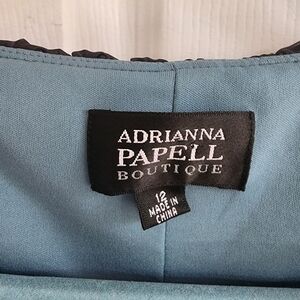 ADRIANNA
PAPELL
BOUTIQUE
12
MADE IN
CHINA